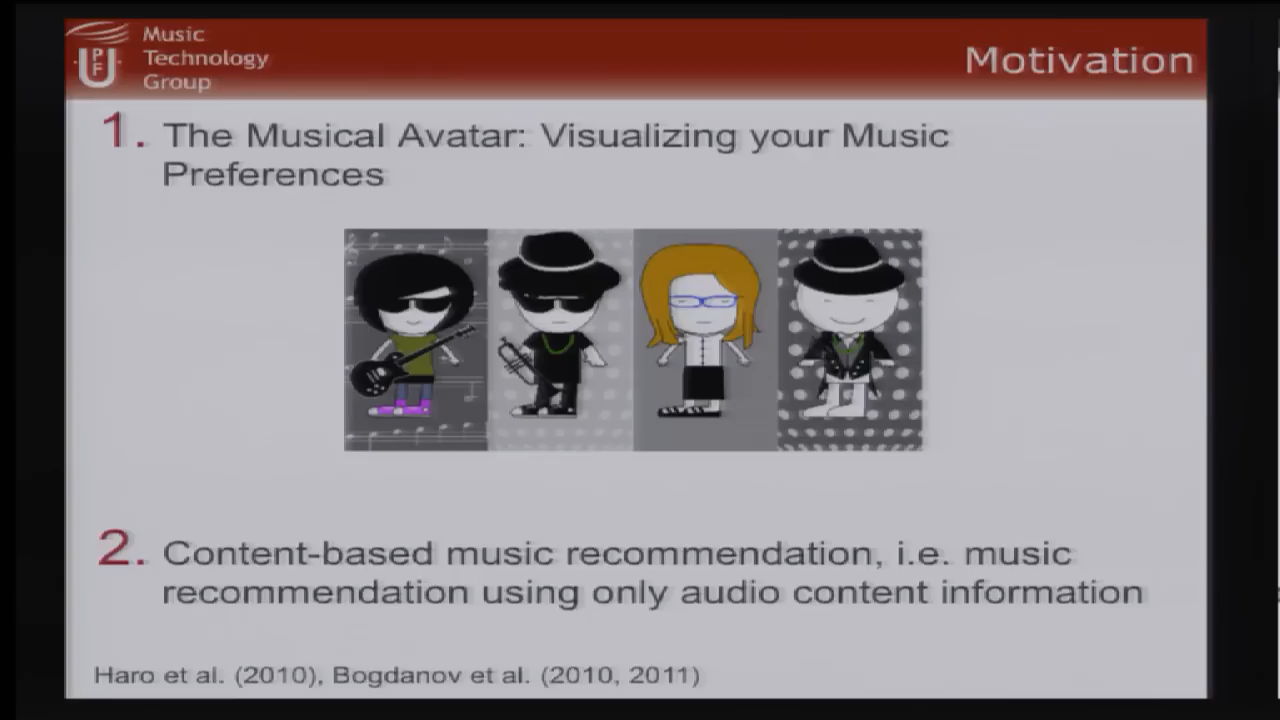 Music
Technology
Group
UPF
Motivation
1. The Musical Avatar: Visualizing your Music
Preferences
2. Content-based music recommendation, i.e. music
recommendation using only audio content information
Haro et al. (2010), Bogdanov et al. (2010, 2011)